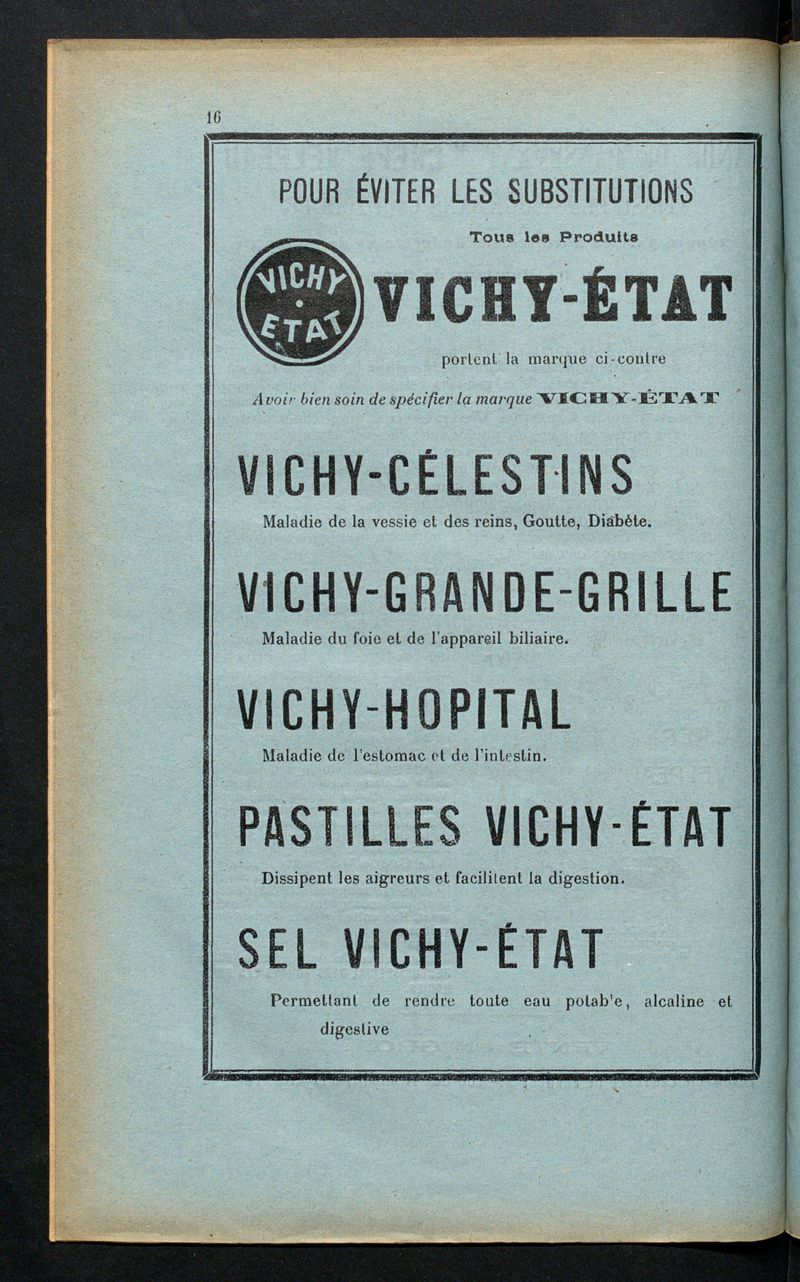 16
POUR ÉVITER LES SUBSTITUTIONS
Tous les Produits
VICHY
ETAT
VICHY-ÉTAT
portent la marque ci-contre
Avoir bien soin de spécifier la marque VICHY-ÉTAT
VICHY-CÉLESTINS
Maladie de la vessie et des reins, Goutte, Diabète.
VICHY-GRANDE-GRILLE
Maladie du foie et de l'appareil biliaire.
VICHY-HOPITAL
Maladie de l'estomac et de l'intestin.
PASTILLES VICHY-ÉTAT
Dissipent les aigreurs et facilitent la digestion.
SEL VICHY-ÉTAT
Permettant de rendre toute eau potab'e, alcaline et
digestive